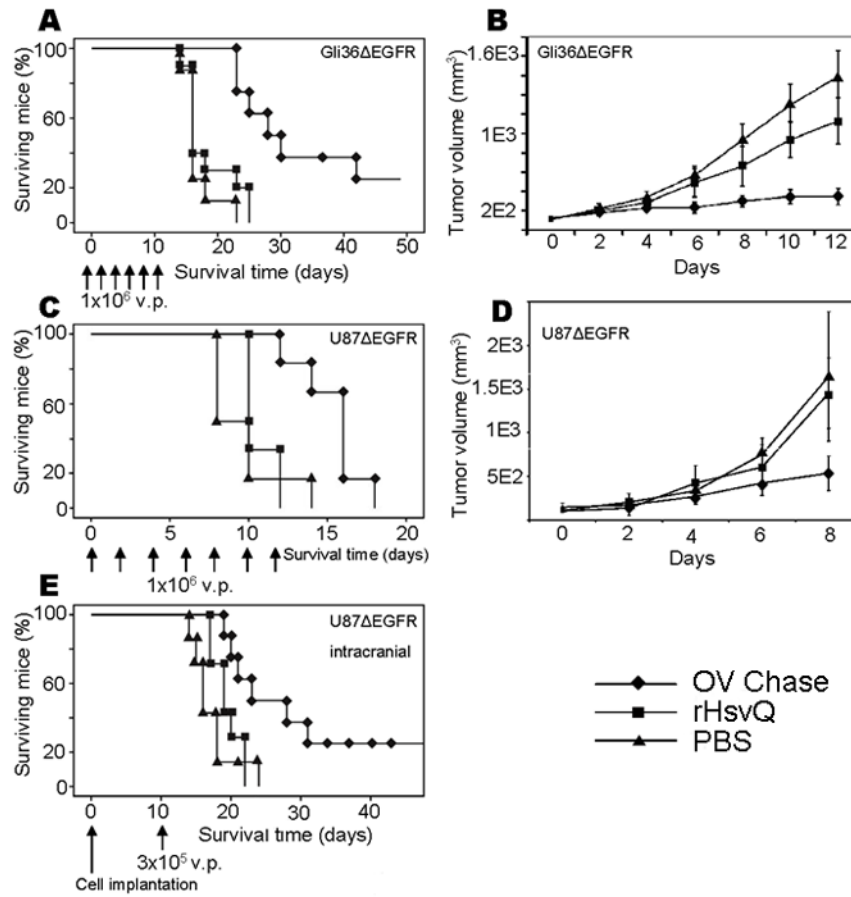 A
Gli36ΔEGFR
Surviving mice (%)
100
60
20
0
0 10 20 30 40 50
Survival time (days)
1x10⁶ v.p.
B
Gli36ΔEGFR
Tumor volume (mm³)
1.6E3
1E3
2E2
0 2 4 6 8 10 12
Days
C
U87ΔEGFR
Surviving mice (%)
100
60
20
0
0 5 10 15 20
Survival time (days)
1x10⁶ v.p.
D
U87ΔEGFR
Tumor volume (mm³)
2E3
1.5E3
1E3
5E2
0 2 4 6 8
Days
E
U87ΔEGFR
intracranial
Surviving mice (%)
100
60
20
0
0 10 20 30 40
Survival time (days)
3x10⁵ v.p.
Cell implantation
OV Chase
rHsvQ
PBS